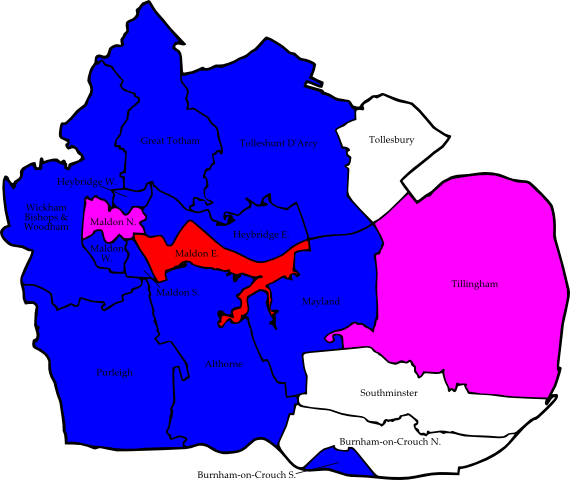 Tollesbury
Great Totham
Tolleshunt D'Arcy
Heybridge W.
Wickham
Bishops &
Woodham
Maldon N.
Heybridge E.
Maldon
W.
Maldon E.
Tillingham
Maldon S.
Mayland
Althorne
Purleigh
Southminster
Burnham-on-Crouch N.
Burnham-on-Crouch S.